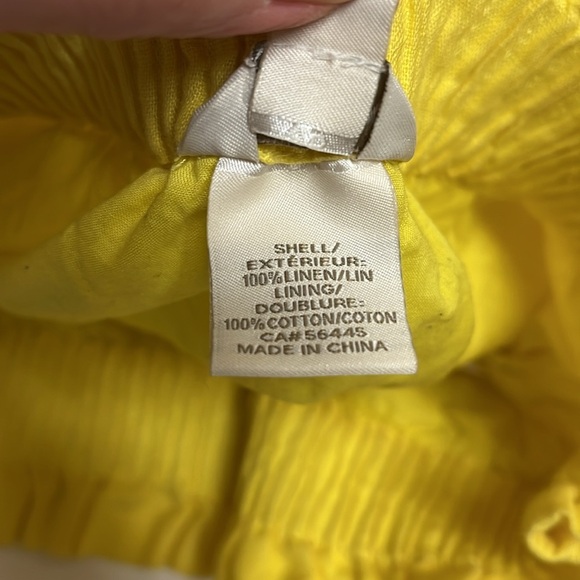 SHELL/
EXTÉRIEUR:
100% LINEN/LIN
LINING/
DOUBLURE:
100% COTTON/COTON
CA# 56445
MADE IN CHINA